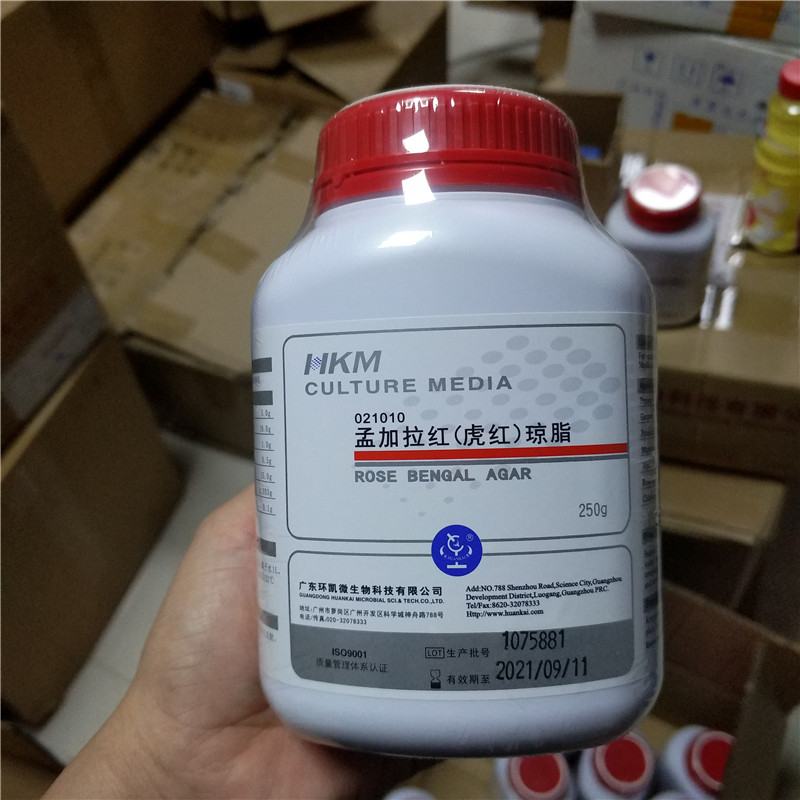 HKM
CULTURE MEDIA
021010
孟加拉红(虎红)琼脂
ROSE BENGAL AGAR
250g
广东环凯微生物科技有限公司
GUANGDONG HUANKAI MICROBIAL SCI.& TECH.CO.,LTD.
地址:广州市萝岗区广州开发区科学城神舟路788号
电话/传真:020-32078333
Add:NO.788 Shenzhou Road,Science City,Guangzhou
Development District,Luogang,Guangzhou PRC.
Tel/Fax:8620-32078333
Http://www.huankai.com
ISO9001
质量管理体系认证
LOT 生产批号 1075881
有效期至 2021/09/11